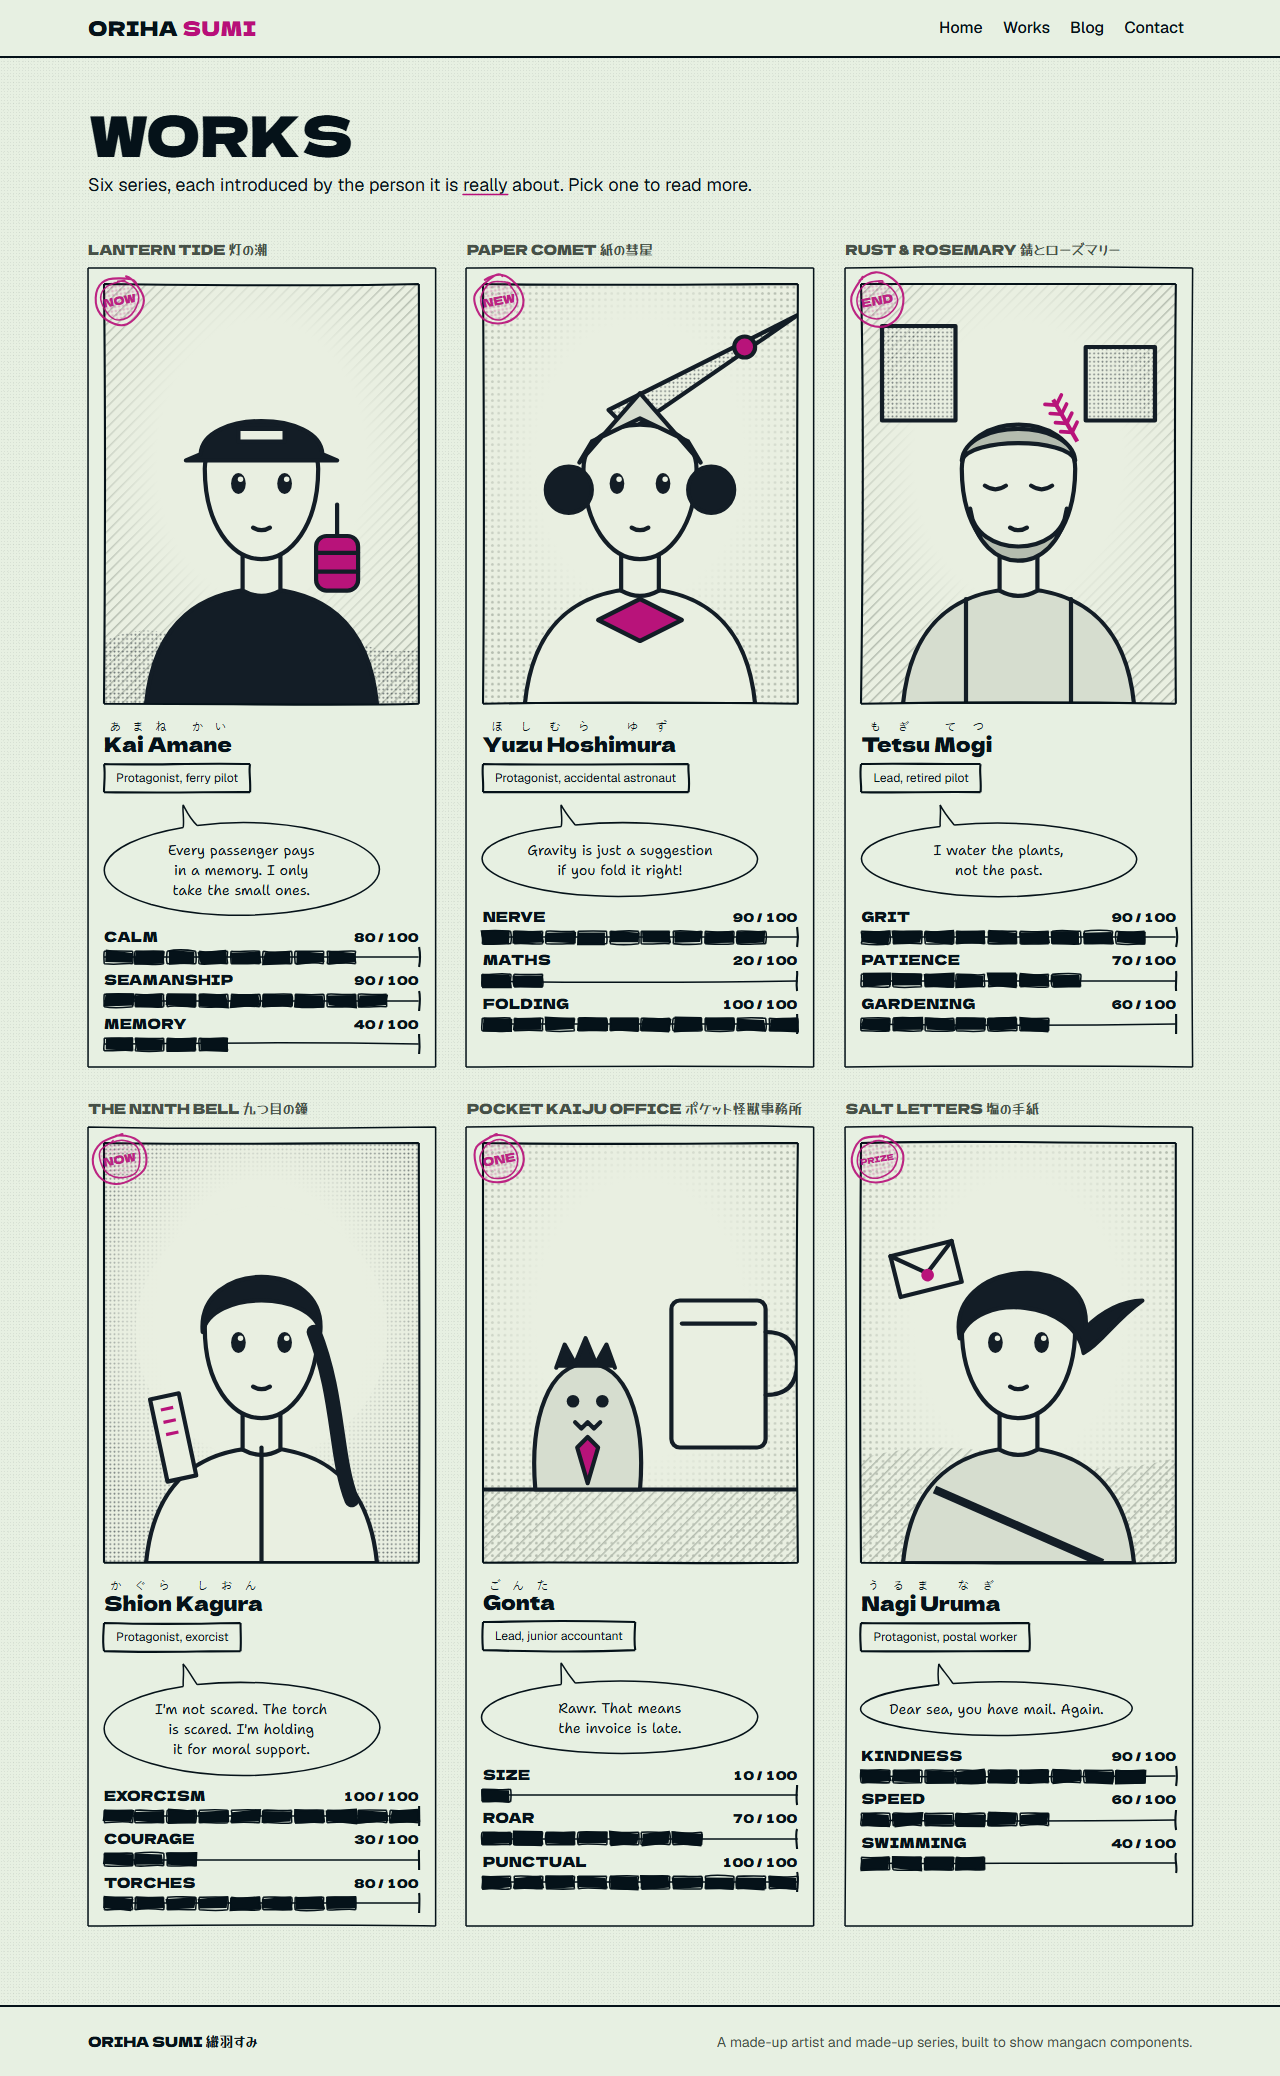 ORIHA SUMI
Home Works Blog Contact
WORKS
Six series, each introduced by the person it is really about. Pick one to read more.
LANTERN TIDE 灯の潮
NOW
あまね かい
Kai Amane
Protagonist, ferry pilot
Every passenger pays
in a memory. I only
take the small ones.
CALM 80 / 100
SEAMANSHIP 90 / 100
MEMORY 40 / 100
PAPER COMET 紙の彗星
NEW
ほしむら ゆず
Yuzu Hoshimura
Protagonist, accidental astronaut
Gravity is just a suggestion
if you fold it right!
NERVE 90 / 100
MATHS 20 / 100
FOLDING 100 / 100
RUST & ROSEMARY 錆とローズマリー
END
もぎ てつ
Tetsu Mogi
Lead, retired pilot
I water the plants,
not the past.
GRIT 90 / 100
PATIENCE 70 / 100
GARDENING 60 / 100
THE NINTH BELL 九つ目の鐘
NOW
かぐら しおん
Shion Kagura
Protagonist, exorcist
I'm not scared. The torch
is scared. I'm holding
it for moral support.
EXORCISM 100 / 100
COURAGE 30 / 100
TORCHES 80 / 100
POCKET KAIJU OFFICE ポケット怪獣事務所
ONE
ごんた
Gonta
Lead, junior accountant
Rawr. That means
the invoice is late.
SIZE 10 / 100
ROAR 70 / 100
PUNCTUAL 100 / 100
SALT LETTERS 塩の手紙
PRIZE
うるま なぎ
Nagi Uruma
Protagonist, postal worker
Dear sea, you have mail. Again.
KINDNESS 90 / 100
SPEED 60 / 100
SWIMMING 40 / 100
ORIHA SUMI 織羽すみ
A made-up artist and made-up series, built to show mangacn components.